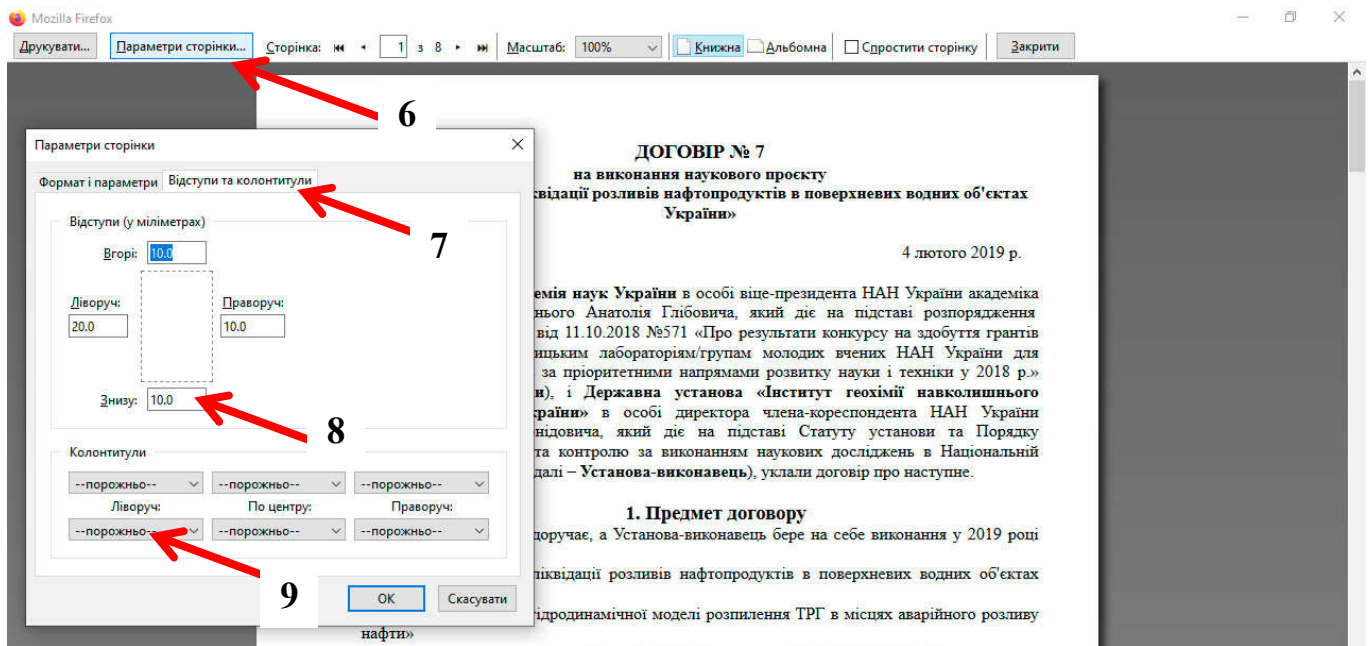 Mozilla Firefox
Друкувати... Параметри сторінки... Сторінка: 1 з 8 Масштаб: 100% Книжна Альбомна Спростити сторінку Закрити
6
Параметри сторінки
Формат і параметри Відступи та колонтитули
7
Відступи (у міліметрах)
Вгорі: 10.0
Ліворуч: Праворуч:
20.0 10.0
Знизу: 10.0
8
Колонтитули
--порожньо-- --порожньо-- --порожньо--
Ліворуч: По центру: Праворуч:
--порожньо-- --порожньо-- --порожньо--
9
OK Скасувати
ДОГОВІР № 7
на виконання наукового проєкту
ліквідації розливів нафтопродуктів в поверхневих водних об'єктах
України»
4 лютого 2019 р.
емія наук України в особі віце-президента НАН України академіка
нього Анатолія Глібовича, який діє на підставі розпорядження
від 11.10.2018 №571 «Про результати конкурсу на здобуття грантів
ицьким лабораторіям/групам молодих вчених НАН України для
за пріоритетними напрямами розвитку науки і техніки у 2018 р.»
и), і Державна установа «Інститут геохімії навколишнього
країни» в особі директора члена-кореспондента НАН України
нідовича, який діє на підставі Статуту установи та Порядку
та контролю за виконанням наукових досліджень в Національній
далі – Установа-виконавець), уклали договір про наступне.
1. Предмет договору
доручає, а Установа-виконавець бере на себе виконання у 2019 році
ліквідації розливів нафтопродуктів в поверхневих водних об'єктах
гідродинамічної моделі розпилення ТРГ в місцях аварійного розливу
нафти»